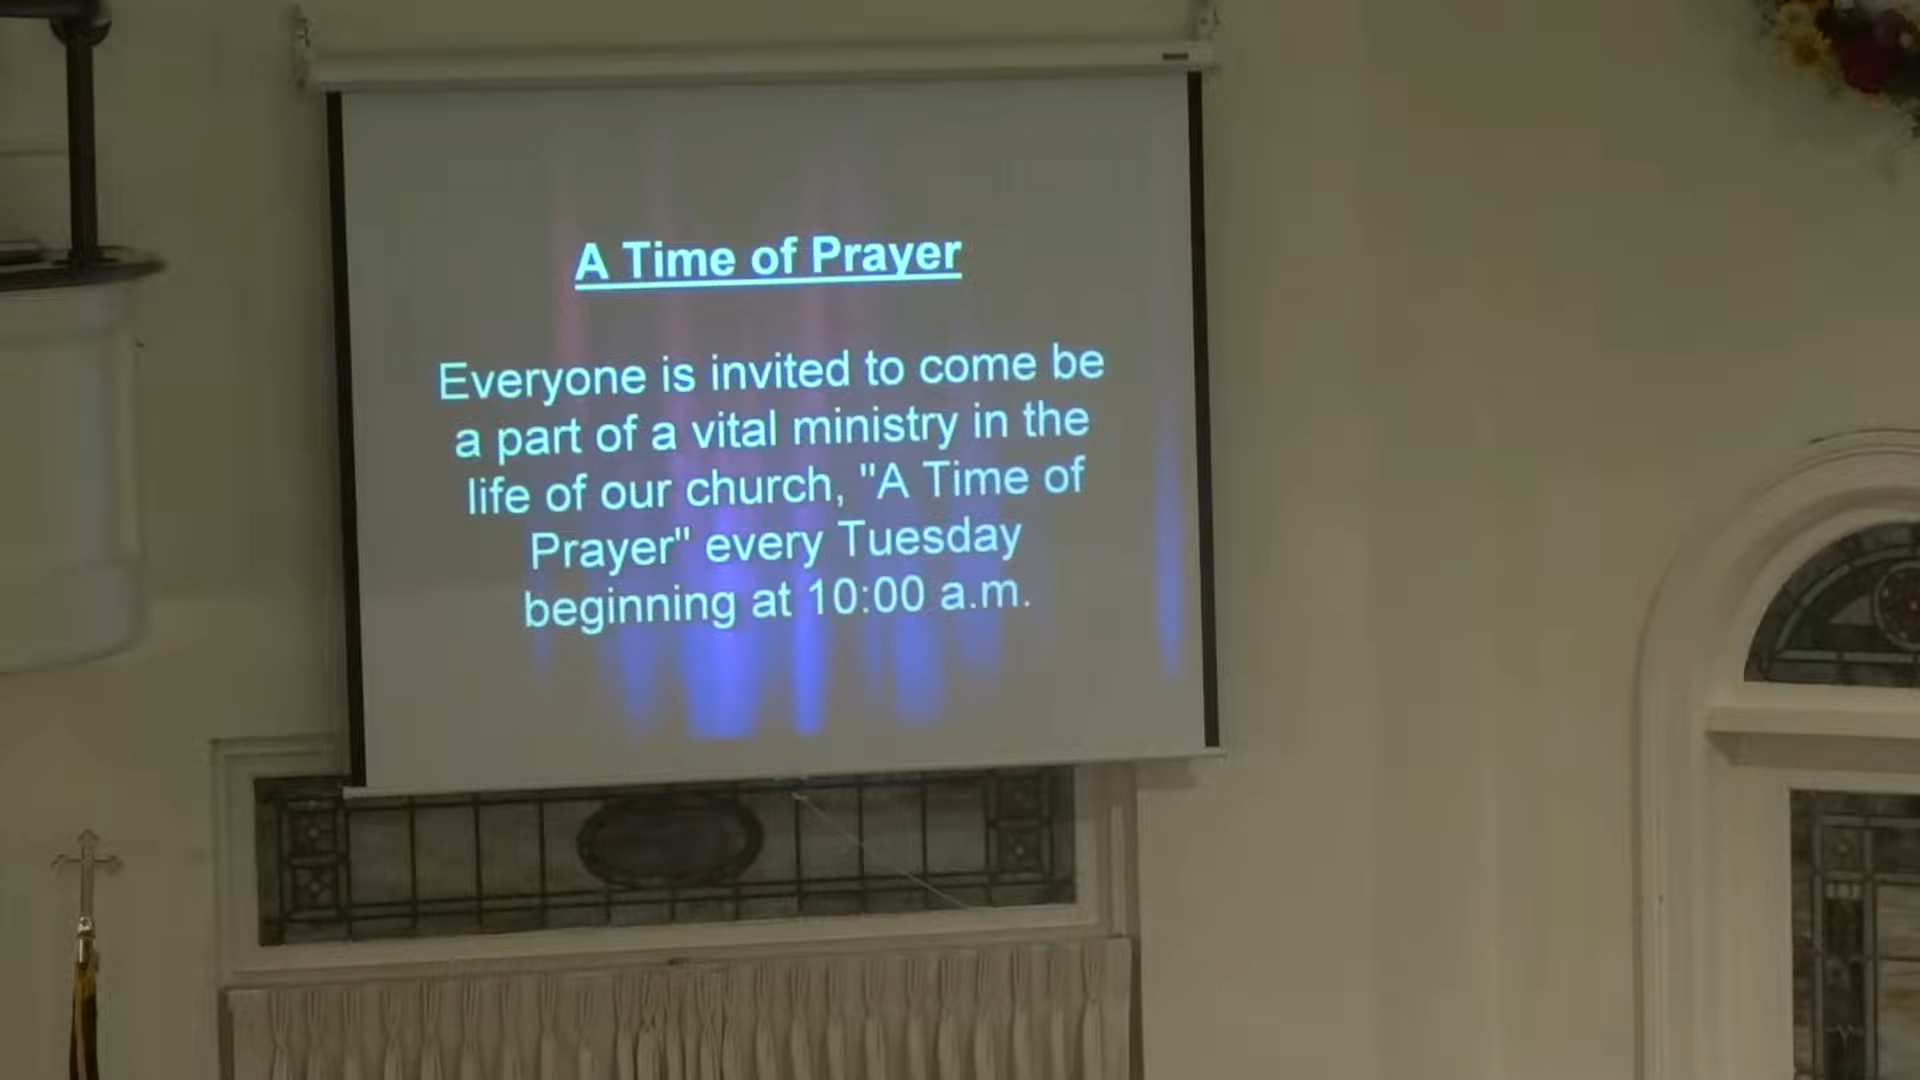 A Time of Prayer
Everyone is invited to come be
a part of a vital ministry in the
life of our church, "A Time of
Prayer" every Tuesday
beginning at 10:00 a.m.